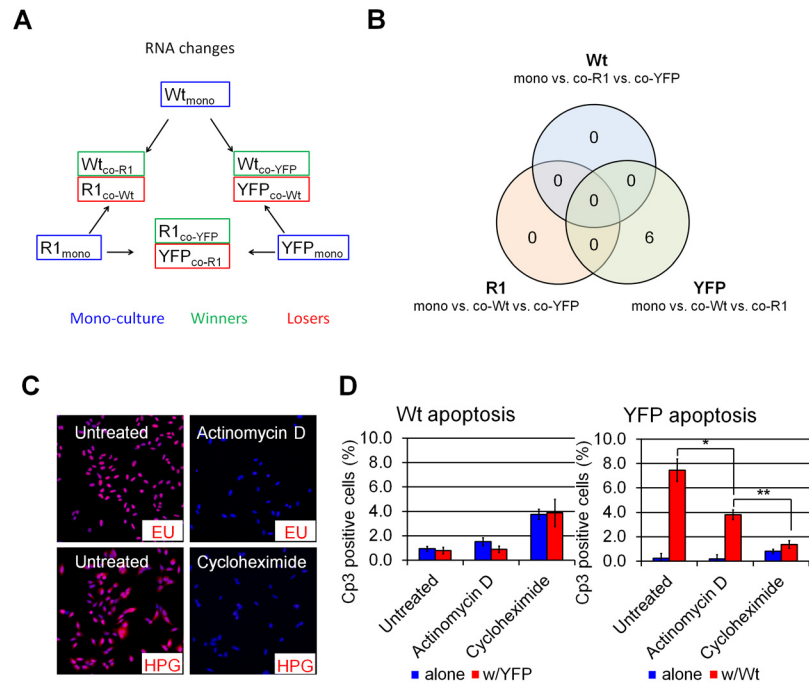 A
RNA changes
Wtmono
Wtco-R1
R1co-Wt
Wtco-YFP
YFPco-Wt
R1mono
R1co-YFP
YFPco-R1
YFPmono
Mono-culture Winners Losers
B
Wt
mono vs. co-R1 vs. co-YFP
0
0 0
0
0 0 6
R1
mono vs. co-Wt vs. co-YFP
YFP
mono vs. co-Wt vs. co-R1
C
Untreated
EU
Actinomycin D
EU
Untreated
HPG
Cycloheximide
HPG
D
Wt apoptosis
Cp3 positive cells (%)
10.0
8.0
6.0
4.0
2.0
0.0
Untreated
Actinomycin D
Cycloheximide
alone w/YFP
YFP apoptosis
Cp3 positive cells (%)
10.0
8.0
6.0
4.0
2.0
0.0
*
**
Untreated
Actinomycin D
Cycloheximide
alone w/Wt